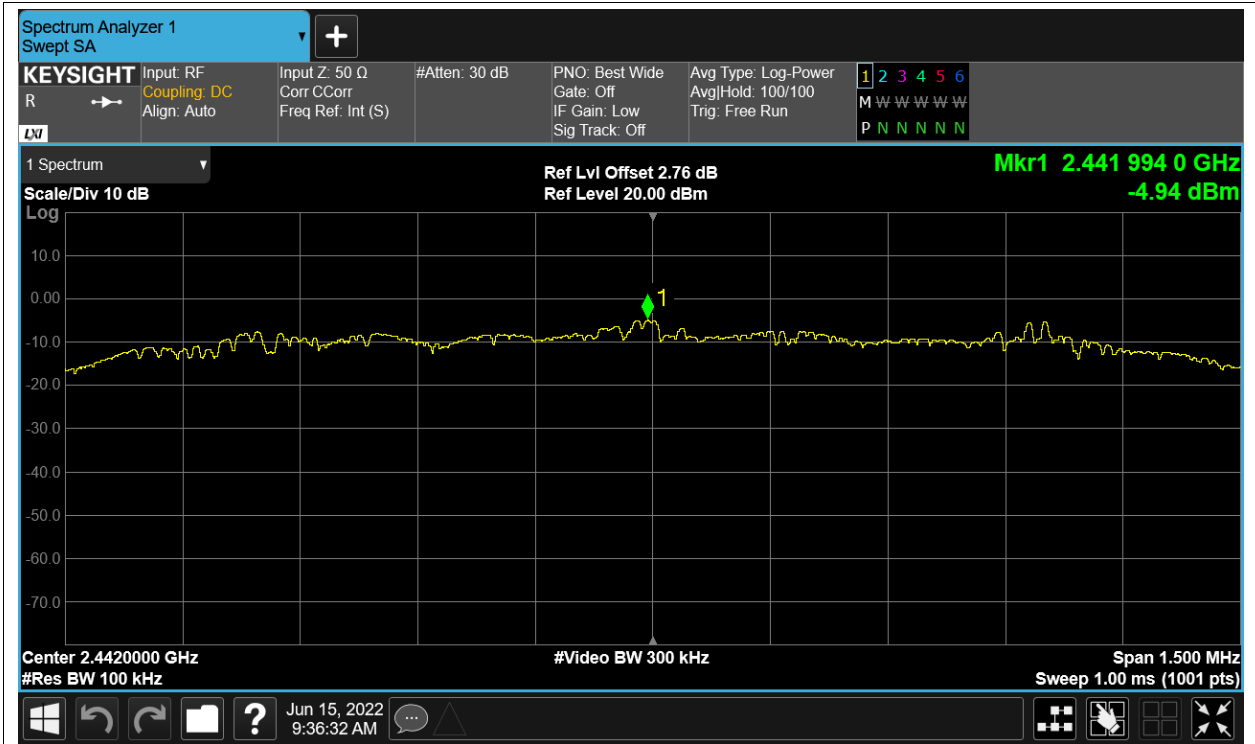 Spectrum Analyzer 1
Swept SA
KEYSIGHT
R
LXI
Input: RF
Coupling: DC
Align: Auto
Input Z: 50 Ω
Corr CCorr
Freq Ref: Int (S)
#Atten: 30 dB
PNO: Best Wide
Gate: Off
IF Gain: Low
Sig Track: Off
Avg Type: Log-Power
Avg|Hold: 100/100
Trig: Free Run
1 2 3 4 5 6
M W W W W W
P N N N N N
1 Spectrum
Scale/Div 10 dB
Log
Ref Lvl Offset 2.76 dB
Ref Level 20.00 dBm
Mkr1 2.441 994 0 GHz
-4.94 dBm
10.0
0.00
1
-10.0
-20.0
-30.0
-40.0
-50.0
-60.0
-70.0
Center 2.4420000 GHz
#Res BW 100 kHz
#Video BW 300 kHz
Span 1.500 MHz
Sweep 1.00 ms (1001 pts)
?
Jun 15, 2022
9:36:32 AM